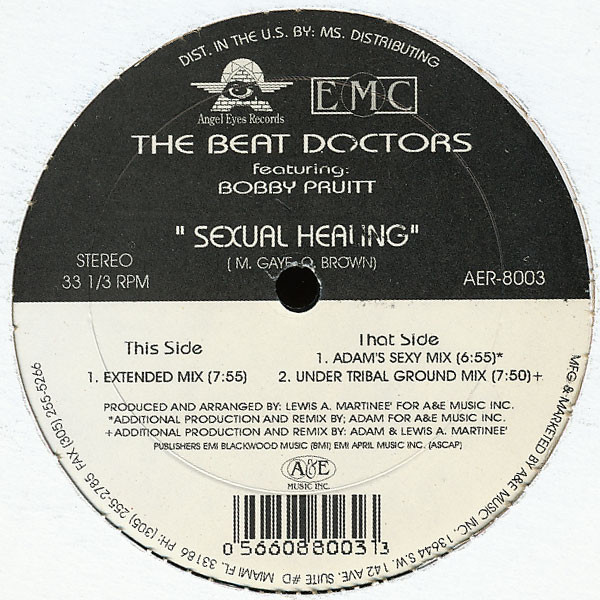 DIST. IN THE U.S. BY: MS. DISTRIBUTING
Angel Eyes Records
EMC
THE BEAT DOCTORS
featuring:
BOBBY PRUITT
" SEXUAL HEALING"
( M. GAYE, O. BROWN)
STEREO
33 1/3 RPM
AER-8003
This Side
1. EXTENDED MIX (7:55)
That Side
1. ADAM'S SEXY MIX (6:55)*
2. UNDER TRIBAL GROUND MIX (7:50)+
PRODUCED AND ARRANGED BY: LEWIS A. MARTINEE' FOR A&E MUSIC INC.
*ADDITIONAL PRODUCTION AND REMIX BY; ADAM FOR A&E MUSIC INC.
+ADDITIONAL PRODUCTION AND REMIX BY: ADAM & LEWIS A. MARTINEE'
PUBLISHERS EMI BLACKWOOD MUSIC (BMI) EMI APRIL MUSIC INC. (ASCAP)
A&E
MUSIC INC.
0 56608 8003 1 3
MFG & MARKETED BY A&E MUSIC INC. 13644 S.W. 142 AVE. SUITE #D MIAMI FL. 33186 PH: (305) 255-2785 FAX (305) 255-5266